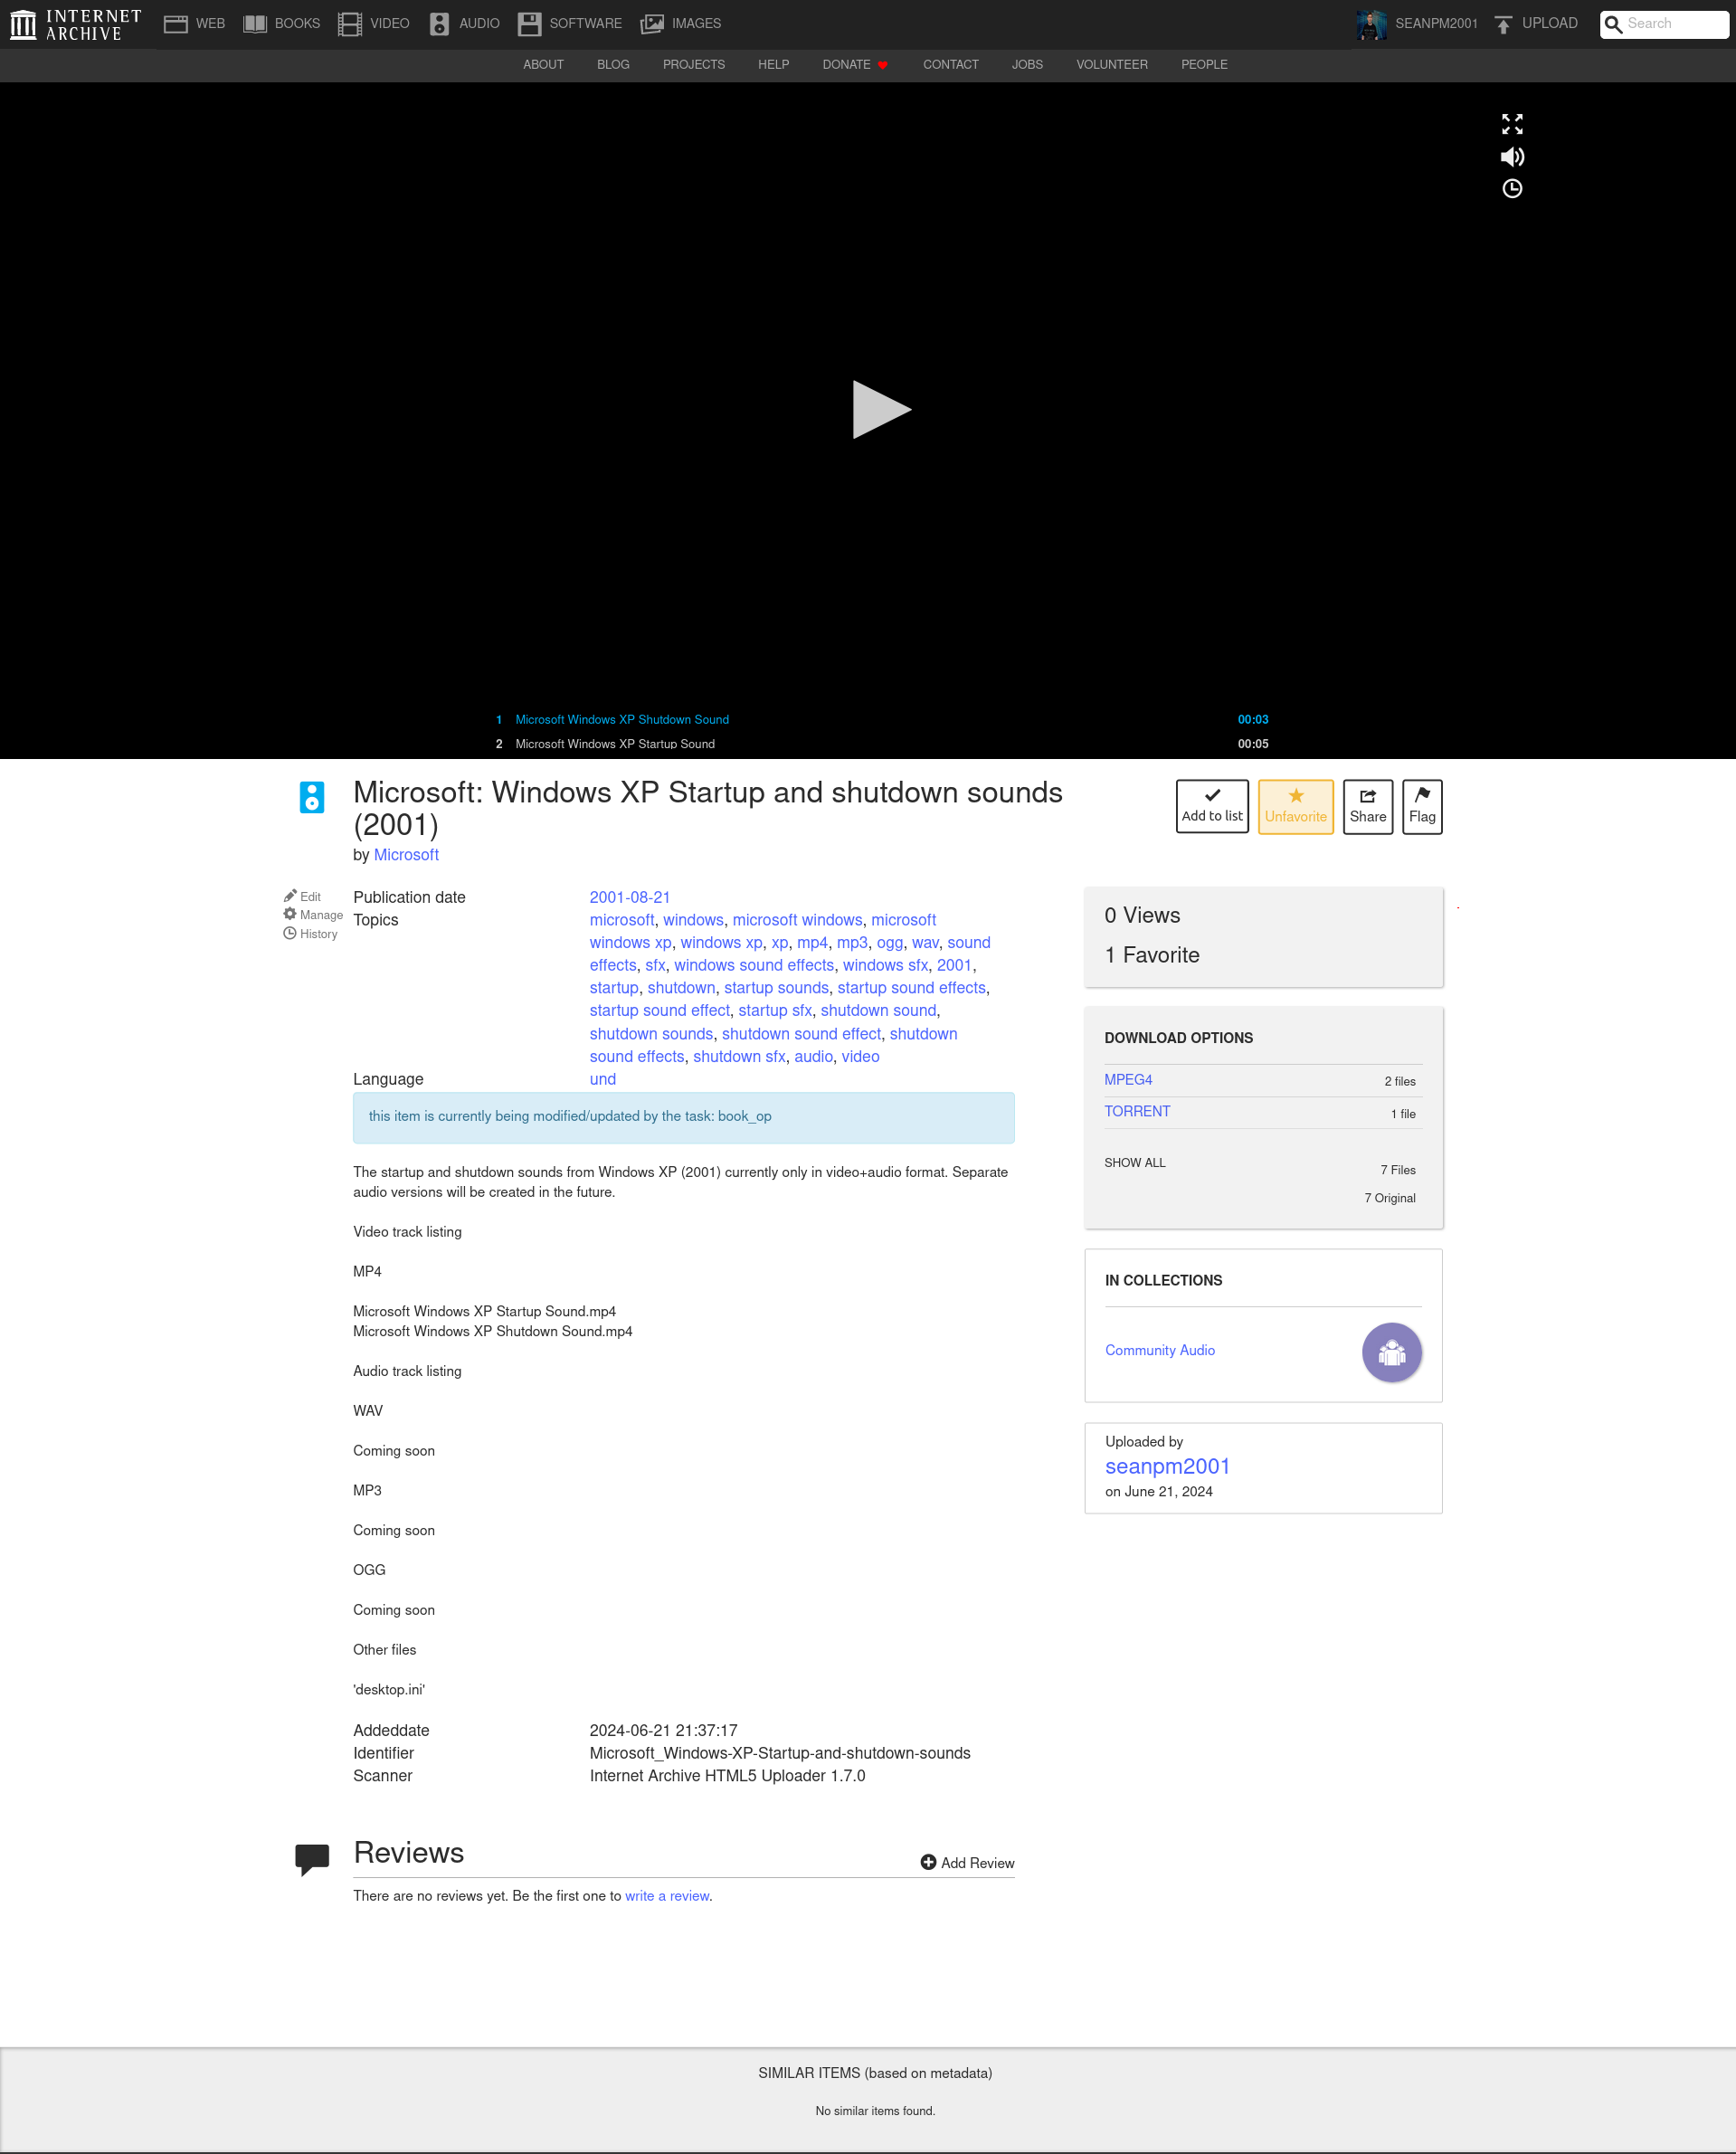 INTERNET ARCHIVE
WEB BOOKS VIDEO AUDIO SOFTWARE IMAGES SEANPM2001 UPLOAD Search
ABOUT BLOG PROJECTS HELP DONATE CONTACT JOBS VOLUNTEER PEOPLE
1 Microsoft Windows XP Shutdown Sound 00:03
2 Microsoft Windows XP Startup Sound 00:05
Microsoft: Windows XP Startup and shutdown sounds
(2001)
by Microsoft
Add to list Unfavorite Share Flag
Edit
Manage
History
Publication date 2001-08-21
Topics microsoft, windows, microsoft windows, microsoft
windows xp, windows xp, xp, mp4, mp3, ogg, wav, sound
effects, sfx, windows sound effects, windows sfx, 2001,
startup, shutdown, startup sounds, startup sound effects,
startup sound effect, startup sfx, shutdown sound,
shutdown sounds, shutdown sound effect, shutdown
sound effects, shutdown sfx, audio, video
Language und
this item is currently being modified/updated by the task: book_op
The startup and shutdown sounds from Windows XP (2001) currently only in video+audio format. Separate
audio versions will be created in the future.
Video track listing
MP4
Microsoft Windows XP Startup Sound.mp4
Microsoft Windows XP Shutdown Sound.mp4
Audio track listing
WAV
Coming soon
MP3
Coming soon
OGG
Coming soon
Other files
'desktop.ini'
Addeddate 2024-06-21 21:37:17
Identifier Microsoft_Windows-XP-Startup-and-shutdown-sounds
Scanner Internet Archive HTML5 Uploader 1.7.0
0 Views
1 Favorite
DOWNLOAD OPTIONS
MPEG4 2 files
TORRENT 1 file
SHOW ALL 7 Files
7 Original
IN COLLECTIONS
Community Audio
Uploaded by
seanpm2001
on June 21, 2024
Reviews
Add Review
There are no reviews yet. Be the first one to write a review.
SIMILAR ITEMS (based on metadata)
No similar items found.